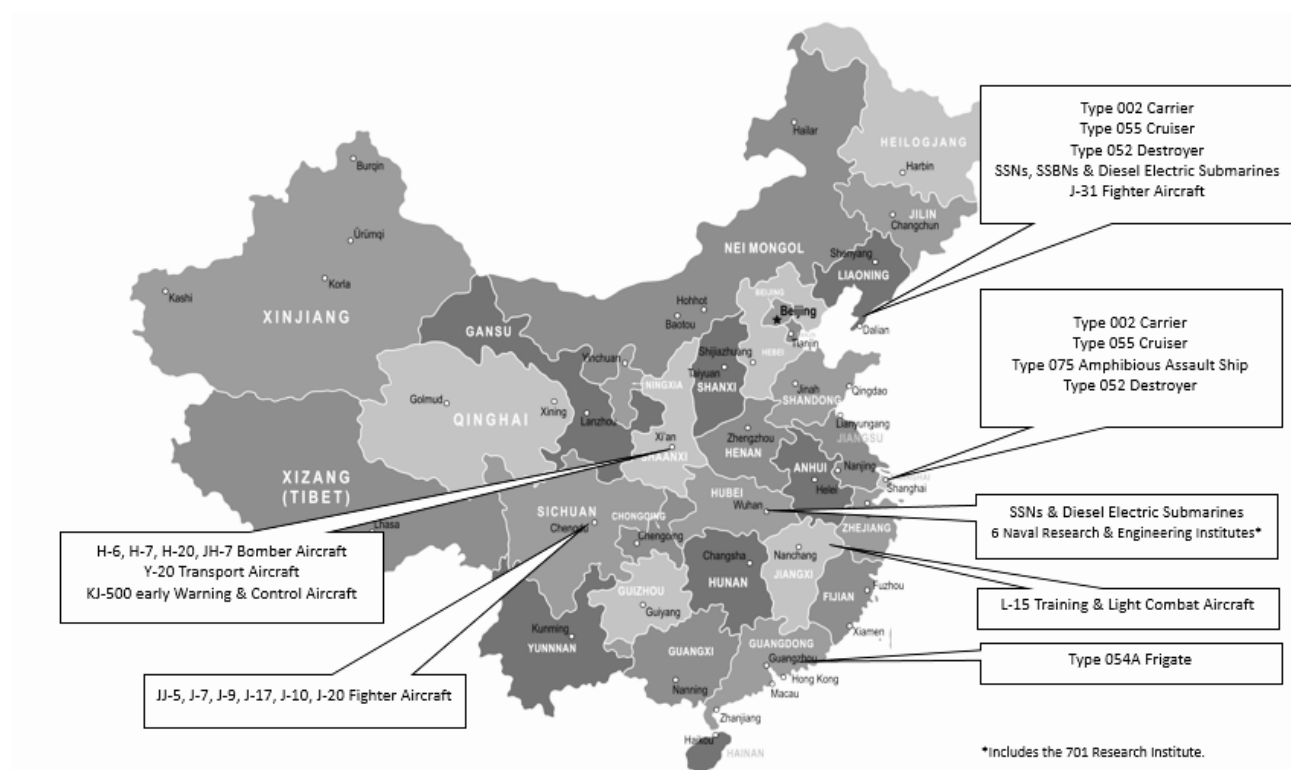 Hailar
HEILOGJANG
Harbin
Burqin
JILIN
Changchun
Ürümqi
NEI MONGOL
Shenyang
LIAONING
Korla
Kashi
XINJIANG
Hohhot
Baotou
BEIJING
Beijing
Tianjin
Dalian
GANSU
Yinchuan
Shijiazhuang
HEBEI
Taiyuan
SHANXI
NINGXIA
Jinah
SHANDONG
Qingdao
Golmud
QINGHAI
Xining
Lanzhou
Lianyungang
JIANGSU
Xi'an
SHAANXI
Zhengzhou
HENAN
XIZANG
(TIBET)
ANHUI
Nanjing
Helei
Shanghai
HUBEI
Wuhan
SICHUAN
Chengdu
CHONGQING
Chengqing
ZHEJIANG
Lhasa
Changsha
HUNAN
Nanchang
JIANGXI
GUIZHOU
Guiyang
Fuzhou
FIJIAN
Kunming
YUNNNAN
Xiamen
GUANGXI
GUANGDONG
Guangzhou
Hong Kong
Macau
Nanning
Zhanjiang
Haikou
HAINAN
Type 002 Carrier
Type 055 Cruiser
Type 052 Destroyer
SSNs, SSBNs & Diesel Electric Submarines
J-31 Fighter Aircraft
Type 002 Carrier
Type 055 Cruiser
Type 075 Amphibious Assault Ship
Type 052 Destroyer
SSNs & Diesel Electric Submarines
6 Naval Research & Engineering Institutes*
H-6, H-7, H-20, JH-7 Bomber Aircraft
Y-20 Transport Aircraft
KJ-500 early Warning & Control Aircraft
L-15 Training & Light Combat Aircraft
Type 054A Frigate
JJ-5, J-7, J-9, J-17, J-10, J-20 Fighter Aircraft
*Includes the 701 Research Institute.